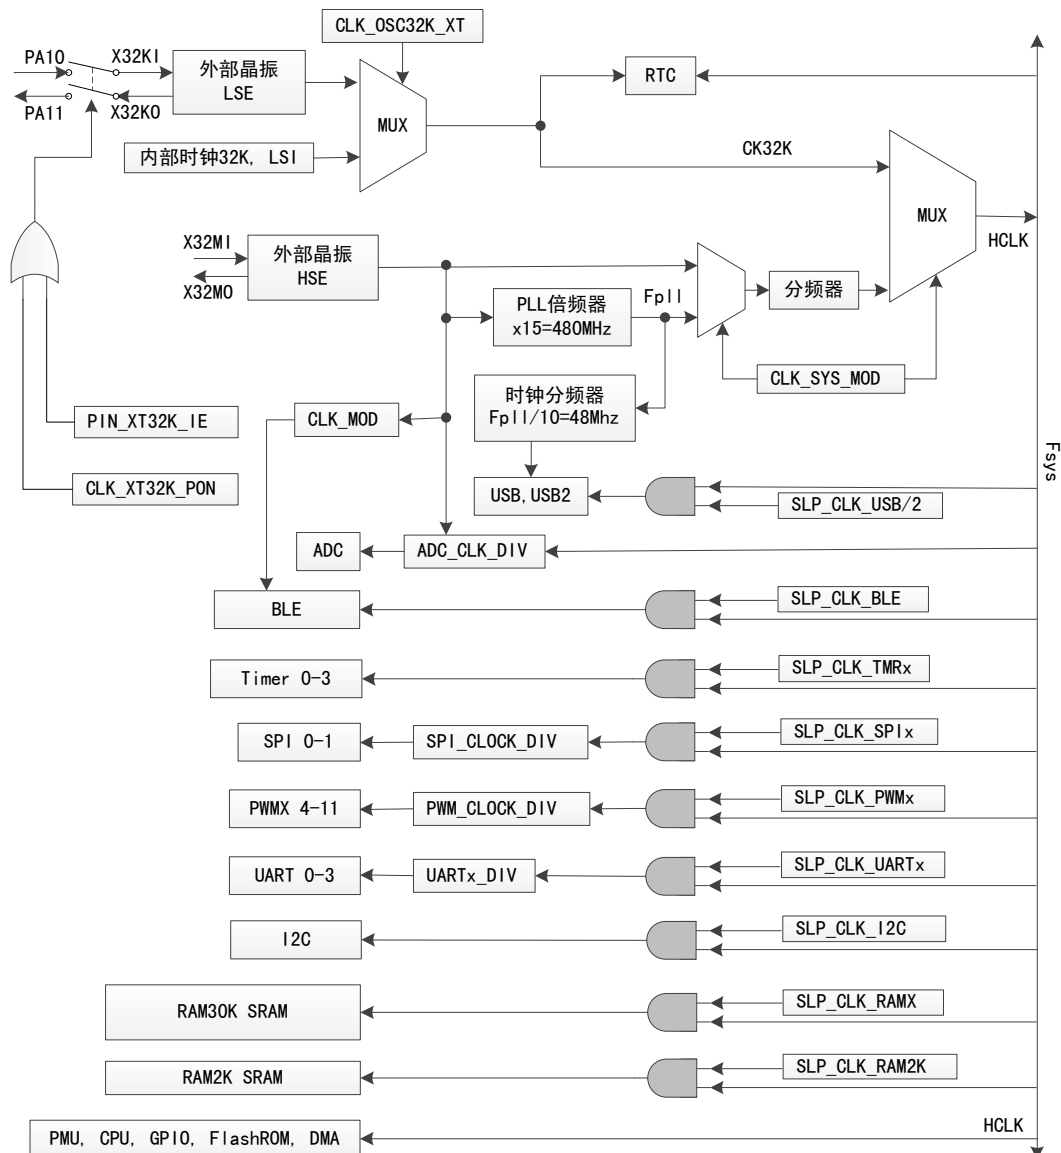 CLK_OSC32K_XT
PA10
X32KI
外部晶振
LSE
RTC
PA11
X32KO
MUX
内部时钟32K, LSI
CK32K
MUX
HCLK
X32MI
外部晶振
HSE
X32MO
PLL倍频器
x15=480MHz
Fpll
分频器
CLK_SYS_MOD
时钟分频器
Fpll/10=48Mhz
CLK_MOD
PIN_XT32K_IE
Fsys
CLK_XT32K_PON
USB,USB2
SLP_CLK_USB/2
ADC
ADC_CLK_DIV
BLE
SLP_CLK_BLE
Timer 0-3
SLP_CLK_TMRx
SPI 0-1
SPI_CLOCK_DIV
SLP_CLK_SPIx
PWMX 4-11
PWM_CLOCK_DIV
SLP_CLK_PWMx
UART 0-3
UARTx_DIV
SLP_CLK_UARTx
I2C
SLP_CLK_I2C
RAM30K SRAM
SLP_CLK_RAMX
RAM2K SRAM
SLP_CLK_RAM2K
PMU, CPU, GPIO, FlashROM, DMA
HCLK